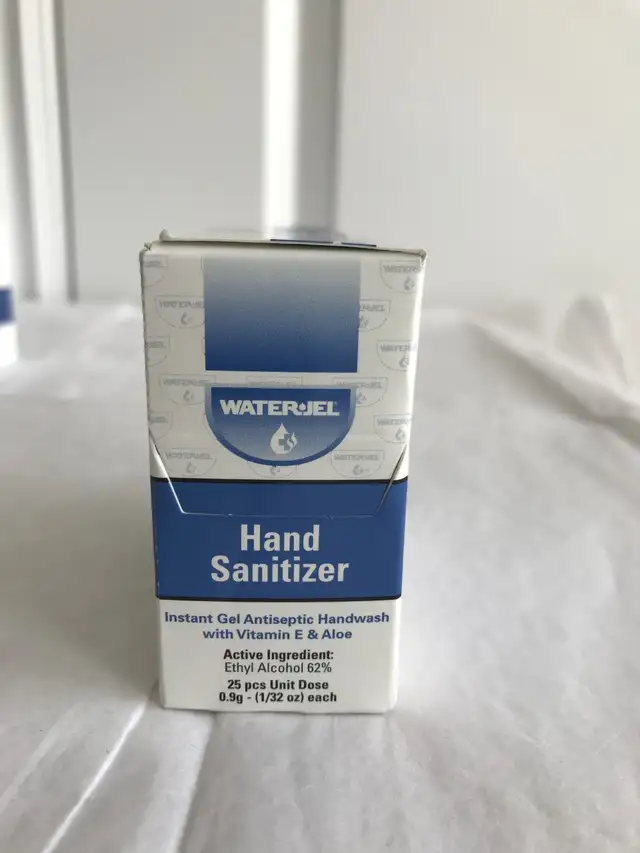 WATER-JEL
Hand
Sanitizer
Instant Gel Antiseptic Handwash
with Vitamin E & Aloe
Active Ingredient:
Ethyl Alcohol 62%
25 pcs Unit Dose
0.9g - (1/32 oz) each